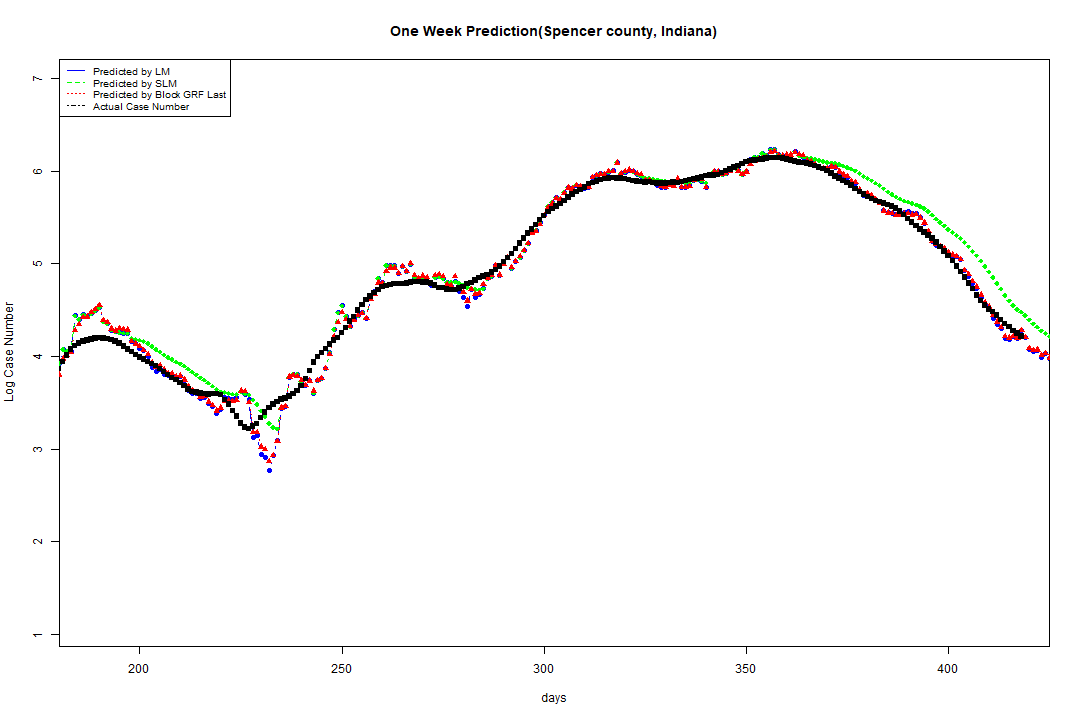 One Week Prediction(Spencer county, Indiana)
Predicted by LM
Predicted by SLM
Predicted by Block GRF Last
Actual Case Number
7
6
5
4
3
2
1
Log Case Number
200 250 300 350 400
days